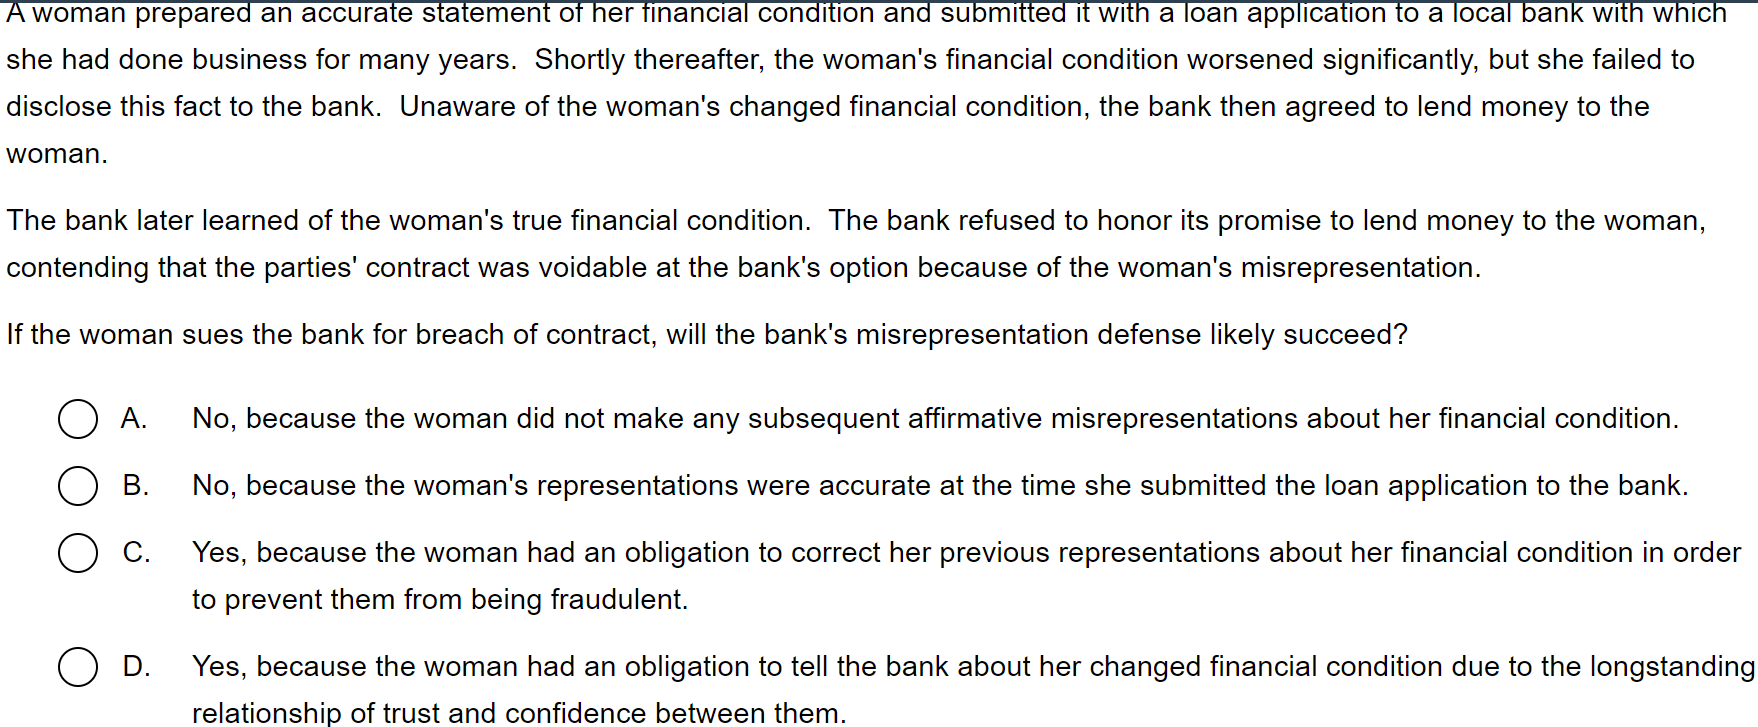 A woman prepared an accurate statement of her financial condition and submitted it with a loan application to a local bank with which
she had done business for many years.  Shortly thereafter, the woman's financial condition worsened significantly, but she failed to
disclose this fact to the bank.  Unaware of the woman's changed financial condition, the bank then agreed to lend money to the
woman.
The bank later learned of the woman's true financial condition.  The bank refused to honor its promise to lend money to the woman,
contending that the parties' contract was voidable at the bank's option because of the woman's misrepresentation.
If the woman sues the bank for breach of contract, will the bank's misrepresentation defense likely succeed?
A. No, because the woman did not make any subsequent affirmative misrepresentations about her financial condition.
B. No, because the woman's representations were accurate at the time she submitted the loan application to the bank.
C. Yes, because the woman had an obligation to correct her previous representations about her financial condition in order
to prevent them from being fraudulent.
D. Yes, because the woman had an obligation to tell the bank about her changed financial condition due to the longstanding
relationship of trust and confidence between them.